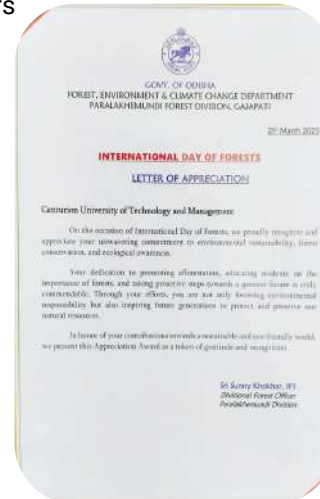 rs
GOVT. OF ODISHA
FOREST, ENVIRONMENT & CLIMATE CHANGE DEPARTMENT
PARALAKHEMUNDI FOREST DIVISION, GAJAPATI
21st March 2025
INTERNATIONAL DAY OF FORESTS
LETTER OF APPRECIATION
Centurion University of Technology and Management
On the occasion of International Day of forests, we proudly recognize and
appreciate your unwavering commitment to environmental sustainability, forest
conservation, and ecological awareness.
Your dedication to promoting afforestation, educating students on the
importance of forests, and taking proactive steps towards a greener future is truly
commendable. Through your efforts, you are not only fostering environmental
responsibility but also inspiring future generations to protect and preserve our
natural resources.
In honor of your contributions towards a sustainable and eco-friendly world,
we present this Appreciation Award as a token of gratitude and recognition.
Sri Sunny Khokhar, IFS
Divisional Forest Officer
Paralakhemundi Division